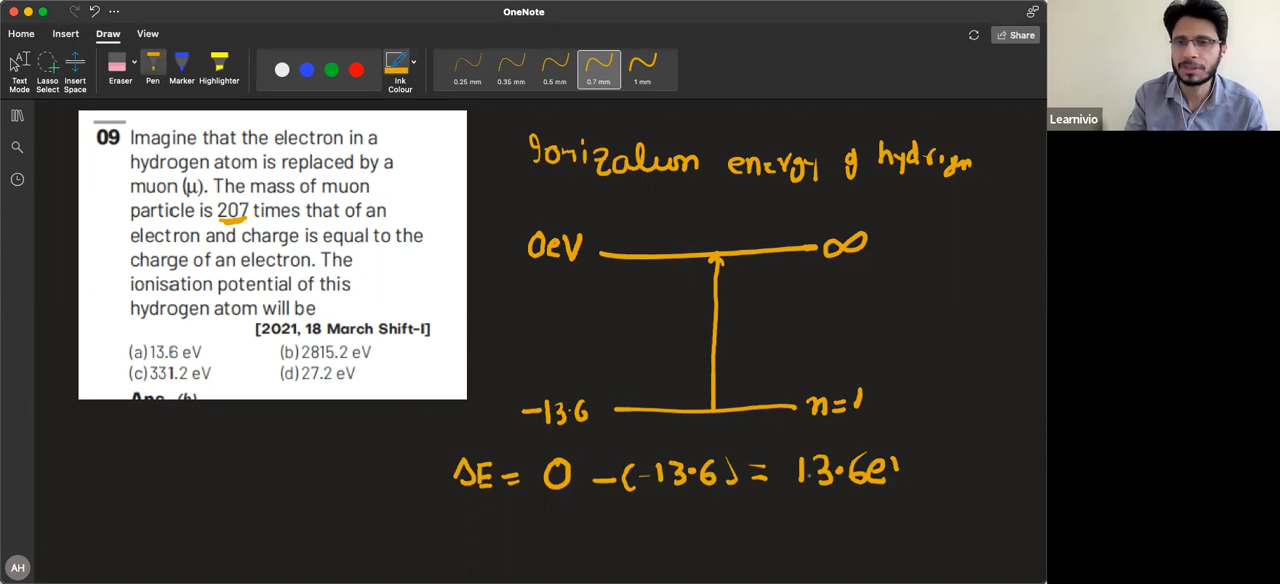 OneNote
Home Insert Draw View
Share
Text Mode
Lasso Select
Insert Space
Eraser
Pen
Marker
Highlighter
Ink Colour
0.25 mm
0.35 mm
0.5 mm
0.7 mm
1 mm
Learnivio
09 Imagine that the electron in a
hydrogen atom is replaced by a
muon (μ). The mass of muon
particle is 207 times that of an
electron and charge is equal to the
charge of an electron. The
ionisation potential of this
hydrogen atom will be
[2021, 18 March Shift-I]
(a) 13.6 eV (b) 2815.2 eV
(c) 331.2 eV (d) 27.2 eV
Ans. (b)
Ionization energy of hydrogen
0eV ∞
-13.6 n=1
ΔE = 0 -(-13.6) = 13.6eV
AH